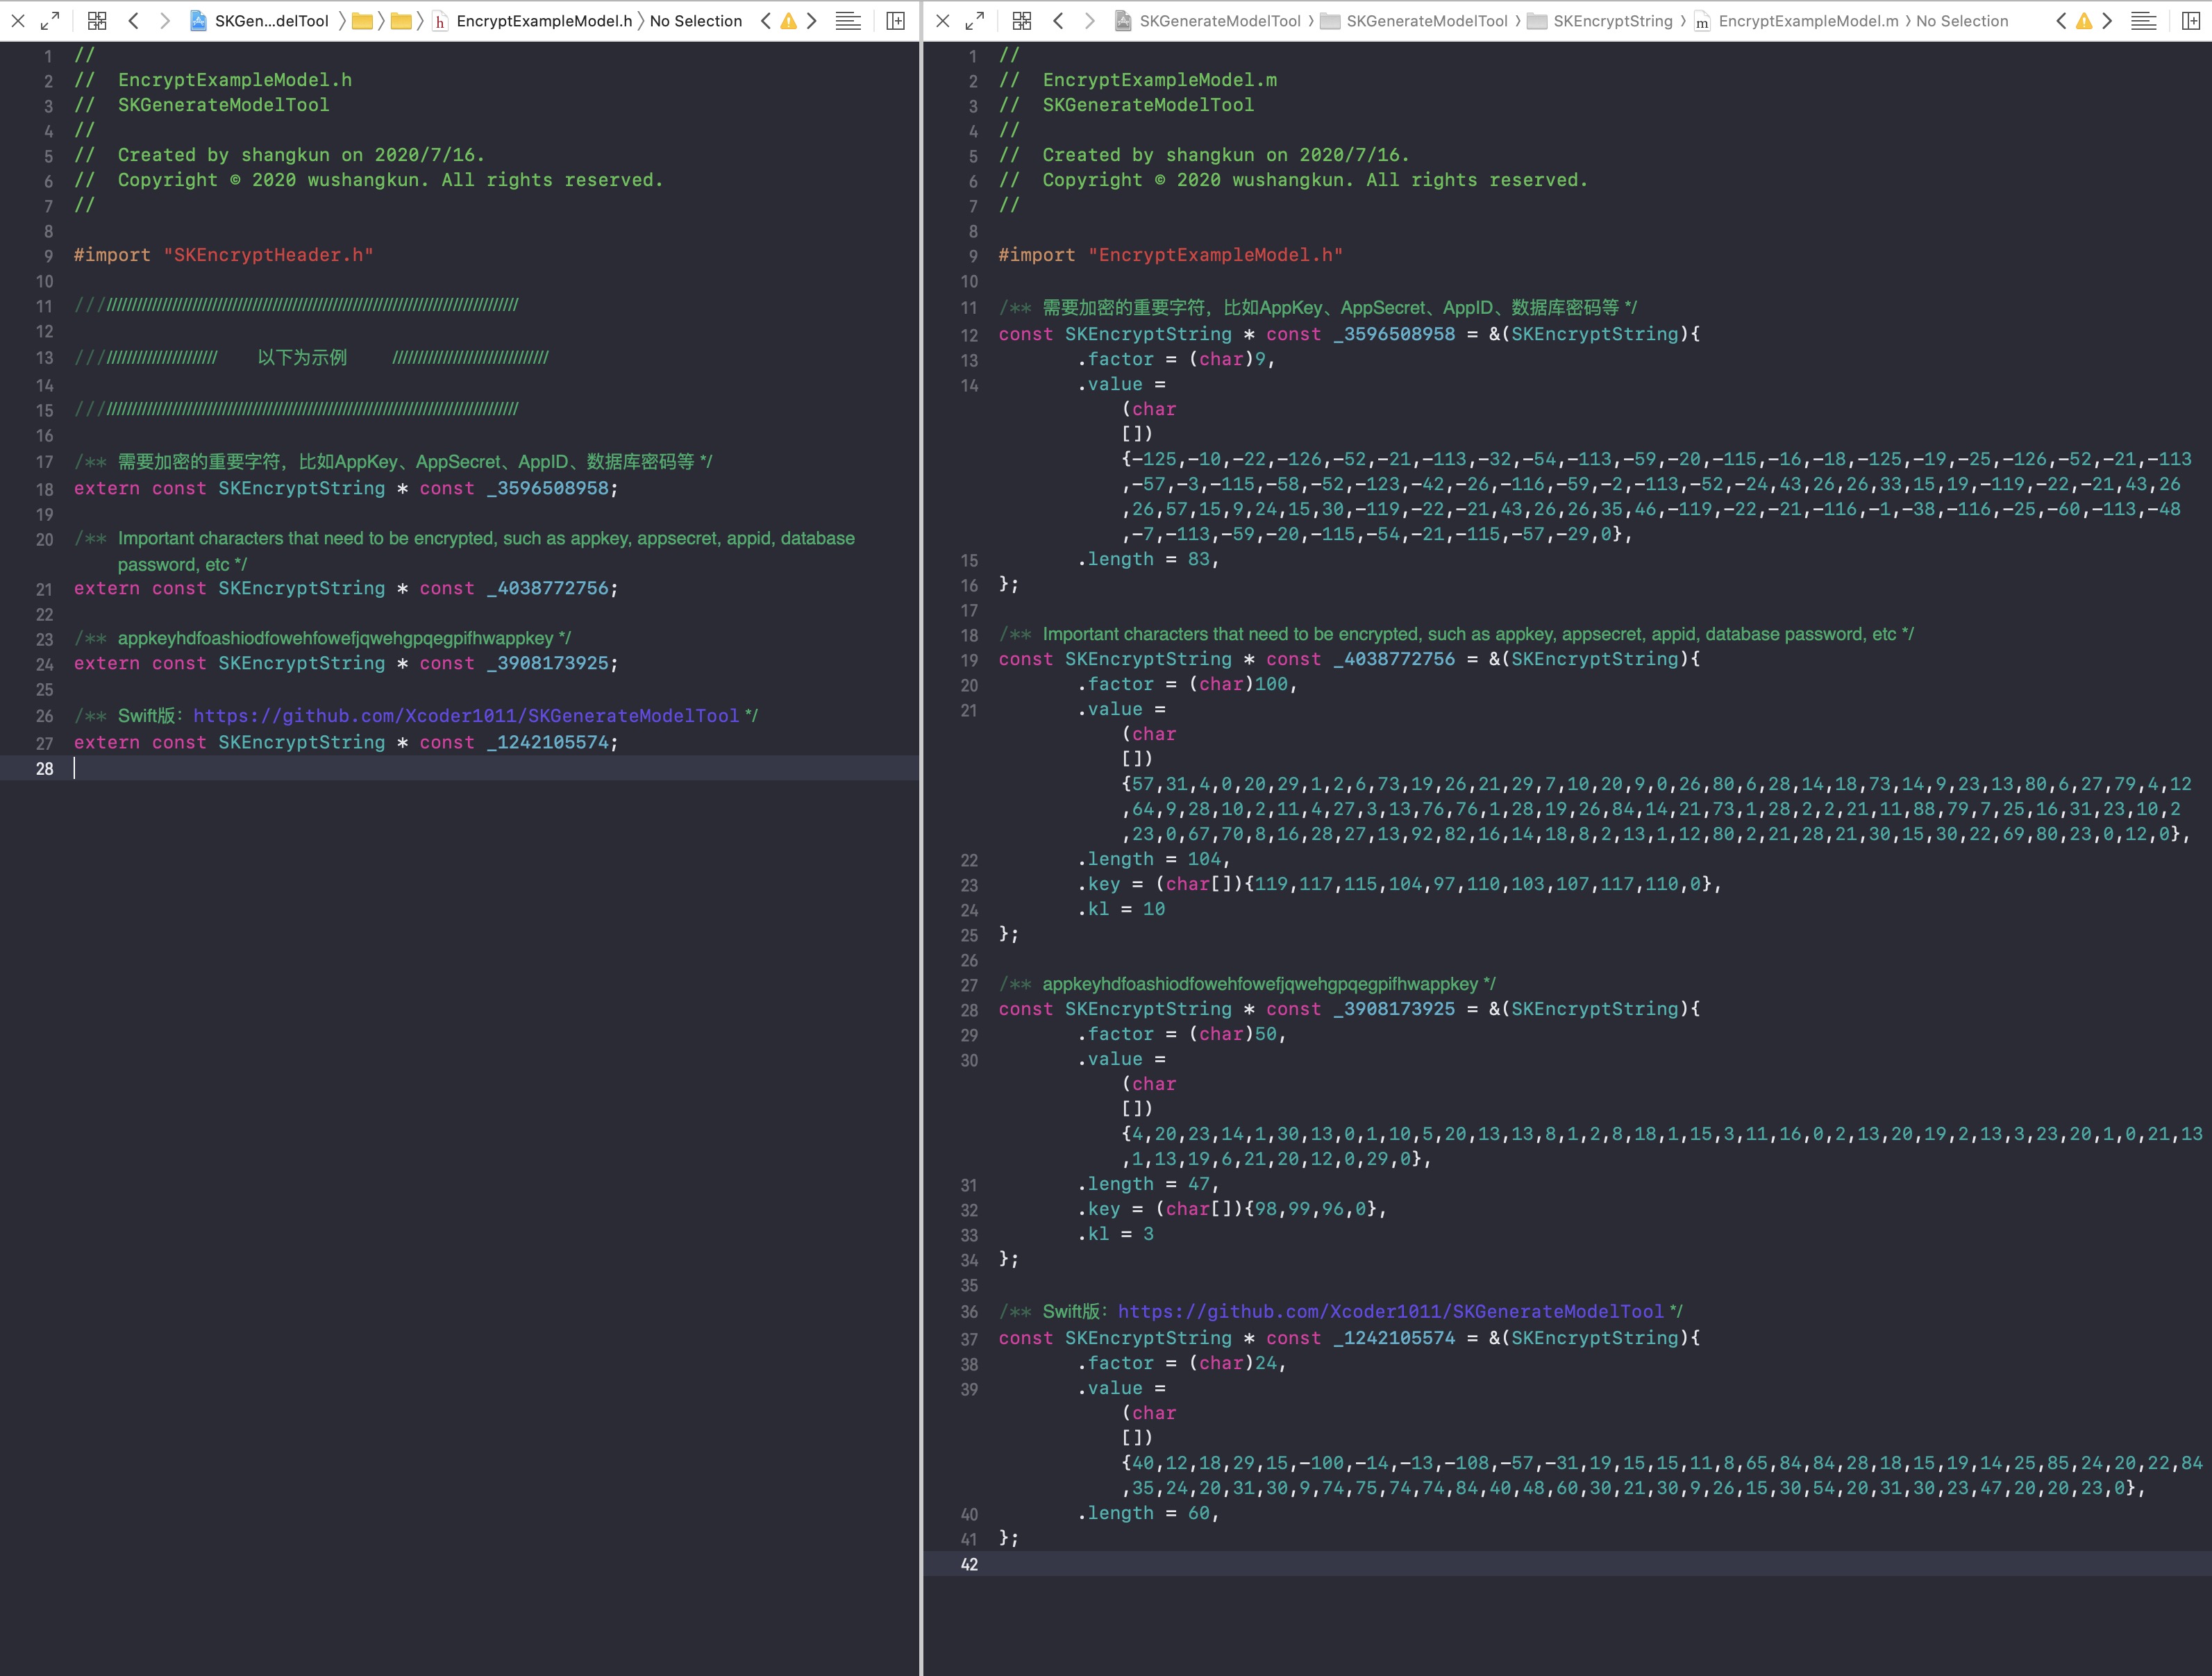 SKGen...delTool 〉 〉 〉 EncryptExampleModel.h 〉 No Selection
1 //
2 //  EncryptExampleModel.h
3 //  SKGenerateModelTool
4 //
5 //  Created by shangkun on 2020/7/16.
6 //  Copyright © 2020 wushangkun. All rights reserved.
7 //
8
9 #import "SKEncryptHeader.h"
10
11 ////////////////////////////////////////////////////////////////////////////////////
12
13 /////////////////////////  以下为示例  ///////////////////////////////
14
15 ////////////////////////////////////////////////////////////////////////////////////
16
17 /** 需要加密的重要字符，比如AppKey、AppSecret、AppID、数据库密码等 */
18 extern const SKEncryptString * const _3596508958;
19
20 /** Important characters that need to be encrypted, such as appkey, appsecret, appid, database
password, etc */
21 extern const SKEncryptString * const _4038772756;
22
23 /** appkeyhdfoashiodfowehfowefjqwehgpqegpifhwappkey */
24 extern const SKEncryptString * const _3908173925;
25
26 /** Swift版：https://github.com/Xcoder1011/SKGenerateModelTool */
27 extern const SKEncryptString * const _1242105574;
28
SKGenerateModelTool 〉 SKGenerateModelTool 〉 SKEncryptString 〉 m EncryptExampleModel.m 〉 No Selection
1 //
2 //  EncryptExampleModel.m
3 //  SKGenerateModelTool
4 //
5 //  Created by shangkun on 2020/7/16.
6 //  Copyright © 2020 wushangkun. All rights reserved.
7 //
8
9 #import "EncryptExampleModel.h"
10
11 /** 需要加密的重要字符，比如AppKey、AppSecret、AppID、数据库密码等 */
12 const SKEncryptString * const _3596508958 = &(SKEncryptString){
13 .factor = (char)9,
14 .value =
(char
[])
{-125,-10,-22,-126,-52,-21,-113,-32,-54,-113,-59,-20,-115,-16,-18,-125,-19,-25,-126,-52,-21,-113
,-57,-3,-115,-58,-52,-123,-42,-26,-116,-59,-2,-113,-52,-24,43,26,26,33,15,19,-119,-22,-21,43,26
,26,57,15,9,24,15,30,-119,-22,-21,43,26,26,35,46,-119,-22,-21,-116,-1,-38,-116,-25,-60,-113,-48
,-7,-113,-59,-20,-115,-54,-21,-115,-57,-29,0},
15 .length = 83,
16 };
17
18 /** Important characters that need to be encrypted, such as appkey, appsecret, appid, database password, etc */
19 const SKEncryptString * const _4038772756 = &(SKEncryptString){
20 .factor = (char)100,
21 .value =
(char
[])
{57,31,4,0,20,29,1,2,6,73,19,26,21,29,7,10,20,9,0,26,80,6,28,14,18,73,14,9,23,13,80,6,27,79,4,12
,64,9,28,10,2,11,4,27,3,13,76,76,1,28,19,26,84,14,21,73,1,28,2,2,21,11,88,79,7,25,16,31,23,10,2
,23,0,67,70,8,16,28,27,13,92,82,16,14,18,8,2,13,1,12,80,2,21,28,21,30,15,30,22,69,80,23,0,12,0},
22 .length = 104,
23 .key = (char[]){119,117,115,104,97,110,103,107,117,110,0},
24 .kl = 10
25 };
26
27 /** appkeyhdfoashiodfowehfowefjqwehgpqegpifhwappkey */
28 const SKEncryptString * const _3908173925 = &(SKEncryptString){
29 .factor = (char)50,
30 .value =
(char
[])
{4,20,23,14,1,30,13,0,1,10,5,20,13,13,8,1,2,8,18,1,15,3,11,16,0,2,13,20,19,2,13,3,23,20,1,0,21,13
,1,13,19,6,21,20,12,0,29,0},
31 .length = 47,
32 .key = (char[]){98,99,96,0},
33 .kl = 3
34 };
35
36 /** Swift版：https://github.com/Xcoder1011/SKGenerateModelTool */
37 const SKEncryptString * const _1242105574 = &(SKEncryptString){
38 .factor = (char)24,
39 .value =
(char
[])
{40,12,18,29,15,-100,-14,-13,-108,-57,-31,19,15,15,11,8,65,84,84,28,18,15,19,14,25,85,24,20,22,84
,35,24,20,31,30,9,74,75,74,74,84,40,48,60,30,21,30,9,26,15,30,54,20,31,30,23,47,20,20,23,0},
40 .length = 60,
41 };
42